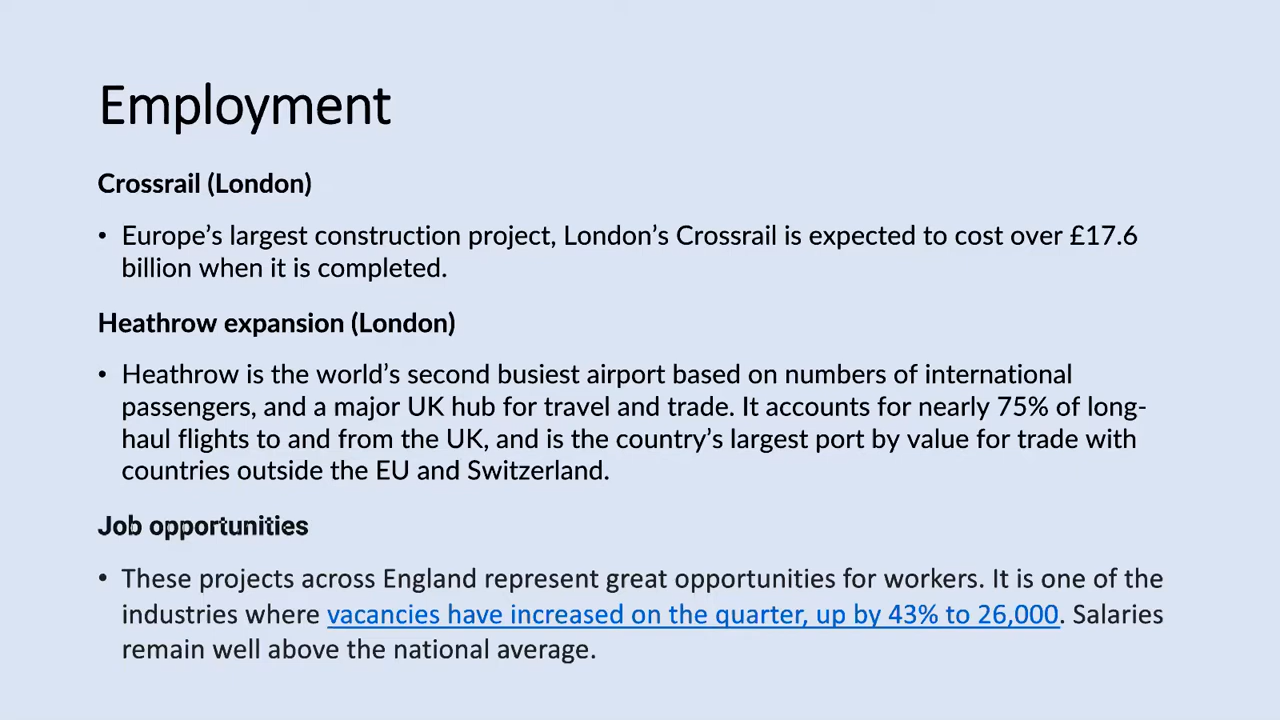 Employment
Crossrail (London)
• Europe’s largest construction project, London’s Crossrail is expected to cost over £17.6
billion when it is completed.
Heathrow expansion (London)
• Heathrow is the world’s second busiest airport based on numbers of international
passengers, and a major UK hub for travel and trade. It accounts for nearly 75% of long-
haul flights to and from the UK, and is the country’s largest port by value for trade with
countries outside the EU and Switzerland.
Job opportunities
• These projects across England represent great opportunities for workers. It is one of the
industries where vacancies have increased on the quarter, up by 43% to 26,000. Salaries
remain well above the national average.